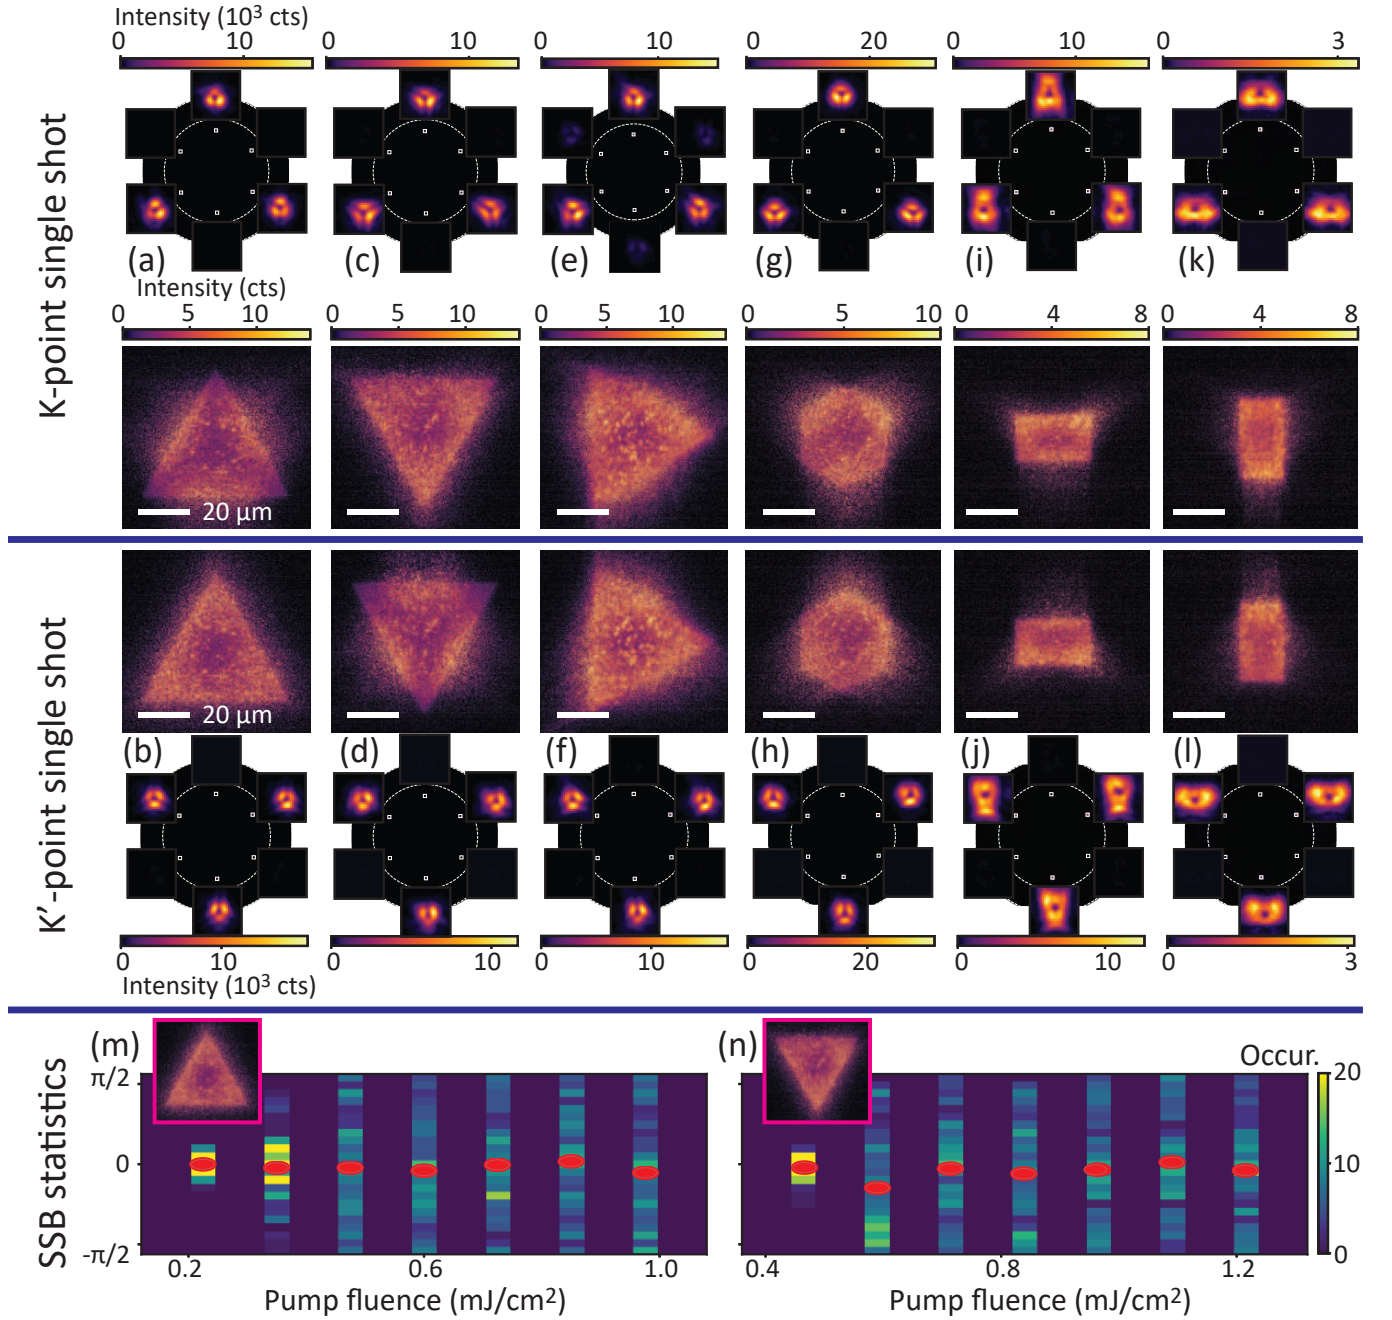 Intensity (10³ cts)
0 10 0 10 0 10 0 20 0 10 0 3
K-point single shot
(a) (c) (e) (g) (i) (k)
Intensity (cts)
0 5 10 0 5 10 0 5 10 0 5 10 0 4 8 0 4 8
20 μm
K'-point single shot
20 μm
(b) (d) (f) (h) (j) (l)
0 10 0 10 0 10 0 20 0 10 0 3
Intensity (10³ cts)
SSB statistics
(m) (n) Occur.
π/2 20
0 10
-π/2 0
0.2 0.6 1.0 0.4 0.8 1.2
Pump fluence (mJ/cm²) Pump fluence (mJ/cm²)